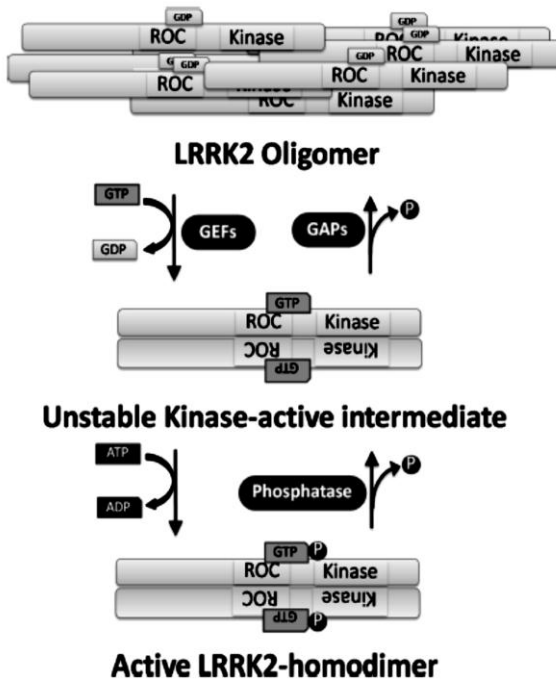 GDP
ROC Kinase
GDP
GDP
ROC Kinase
GDP
ROC Kinase
GDP
ROC
ROC Kinase
LRRK2 Oligomer
GTP
GDP
GEFs
GAPs
P
GTP
ROC Kinase
ROC Kinase
GTP
Unstable Kinase-active intermediate
ATP
ADP
Phosphatase
P
GTP P
ROC Kinase
ROC Kinase
GTP P
Active LRRK2-homodimer